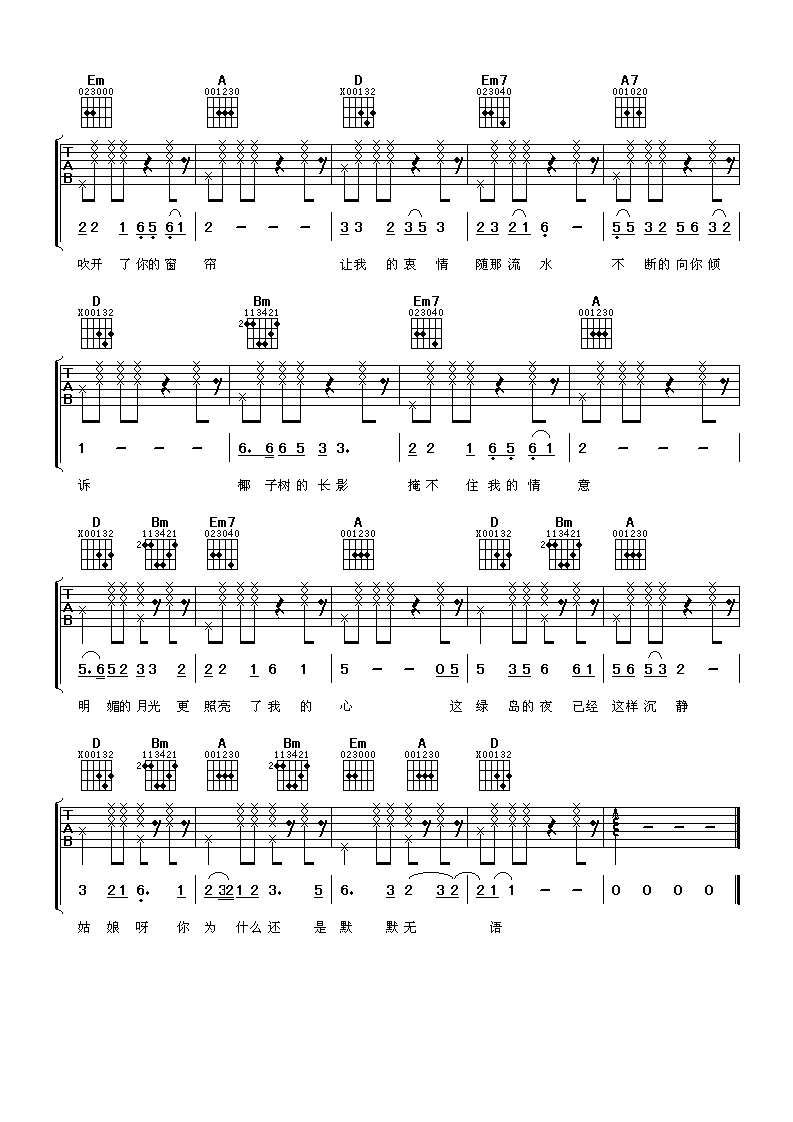 Em A D Em7 A7
023000 001230 X00132 023040 001020
T A B
2 2 1 6 5 6 1 | 2 - - - | 3 3 2 3 5 3 | 2 3 2 1 6 - | 5 5 3 2 5 6 3 2
吹开 了你的窗 帘 让我 的衷 情 随那流 水 不 断的向你倾
D Bm Em7 A
X00132 113421 023040 001230
2
T A B
1 - - - | 6. 6 6 5 3 3. | 2 2 1 6 5 6 1 | 2 - - -
诉 椰 子树的长影 掩不 住我的情 意
D Bm Em7 A D Bm A
X00132 113421 023040 001230 X00132 113421 001230
2 2
T A B
5. 6 5 2 3 3 2 | 2 2 1 6 1 | 5 - - 0 5 | 5 3 5 6 6 1 | 5 6 5 3 2 -
明 媚的月光 更 照亮 了我 的 心 这 绿 岛的夜 已经 这样沉 静
D Bm A Bm Em A D
X00132 113421 001230 113421 023000 001230 X00132
2 2
T A B
3 2 1 6. 1 | 2 3 2 1 2 3. 5 | 6. 3 2 3 2 | 2 1 1 - - | 0 0 0 0
姑 娘呀 你 为 什么还 是 默 默无 语